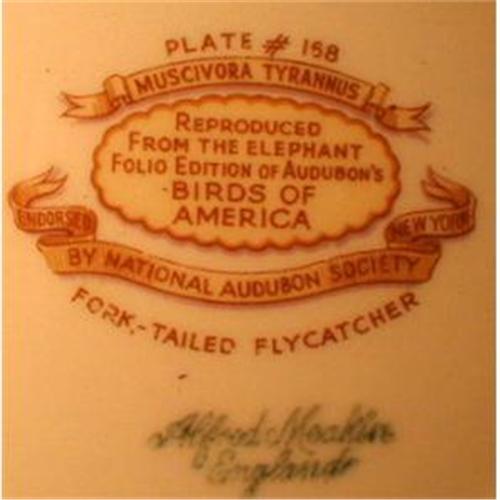 PLATE # 158
MUSCIVORA TYRANNUS
REPRODUCED
FROM THE ELEPHANT
FOLIO EDITION OF AUDUBON'S
BIRDS OF
AMERICA
ENDORSED
NEW YORK
BY NATIONAL AUDUBON SOCIETY
FORK-TAILED FLYCATCHER
Alfred Meakin
England